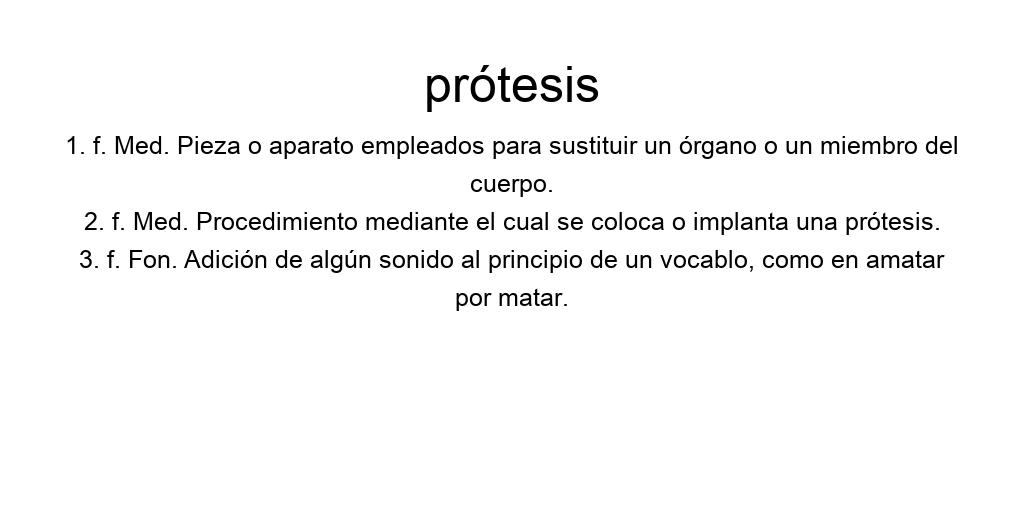 prótesis
1. f. Med. Pieza o aparato empleados para sustituir un órgano o un miembro del
cuerpo.
2. f. Med. Procedimiento mediante el cual se coloca o implanta una prótesis.
3. f. Fon. Adición de algún sonido al principio de un vocablo, como en amatar
por matar.